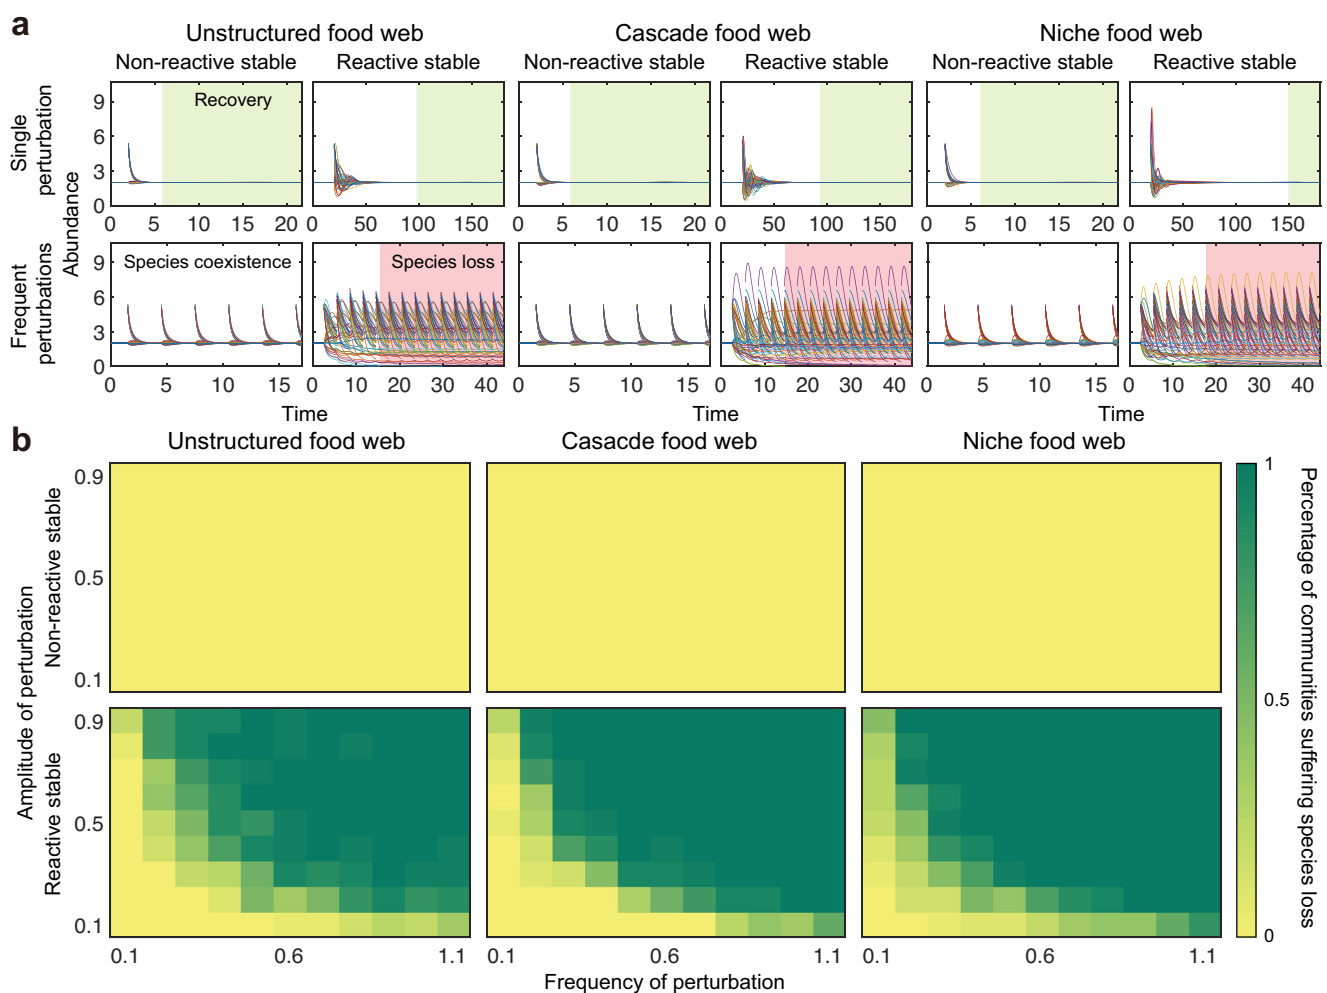 a
Unstructured food web
Cascade food web
Niche food web
Non-reactive stable
Reactive stable
Non-reactive stable
Reactive stable
Non-reactive stable
Reactive stable
Single
perturbation
Frequent
perturbations
Abundance
9
6
3
0
Recovery
0 5 10 15 20
0 50 100 150
0 5 10 15 20
0 50 100 150
0 5 10 15 20
0 50 100 150
9
6
3
0
Species coexistence
Species loss
0 5 10 15
0 10 20 30 40
0 5 10 15
0 10 20 30 40
0 5 10 15
0 10 20 30 40
Time
Time
Time
b
Unstructured food web
Casacde food web
Niche food web
Amplitude of perturbation
Non-reactive stable
0.9
0.5
0.1
Reactive stable
0.9
0.5
0.1
0.1 0.6 1.1
0.1 0.6 1.1
0.1 0.6 1.1
Frequency of perturbation
1
0.5
0
Percentage of communities suffering species loss